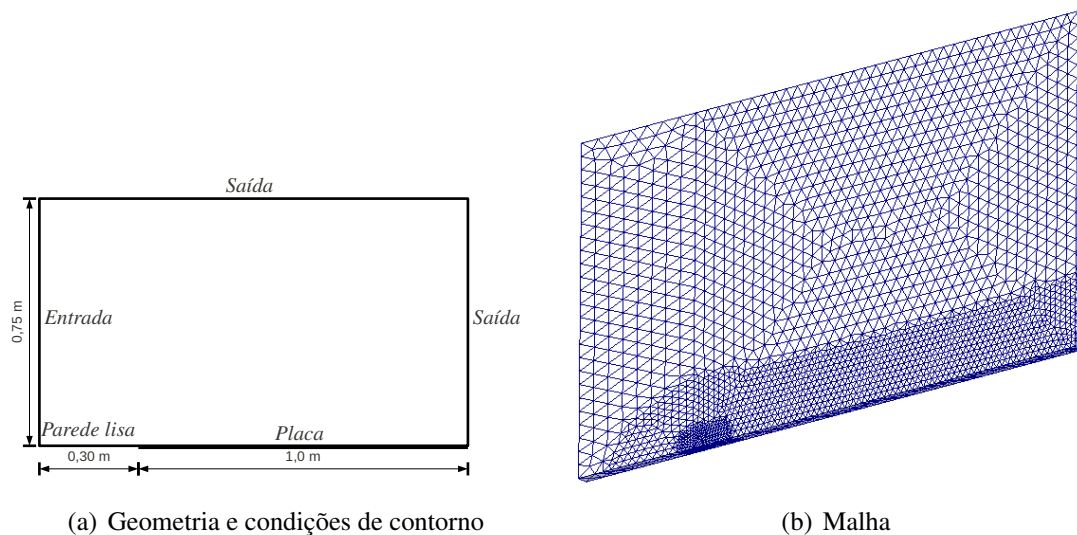 Saída
0,75 m
Entrada
Saída
Parede lisa
Placa
0,30 m
1,0 m
(a) Geometria e condições de contorno
(b) Malha